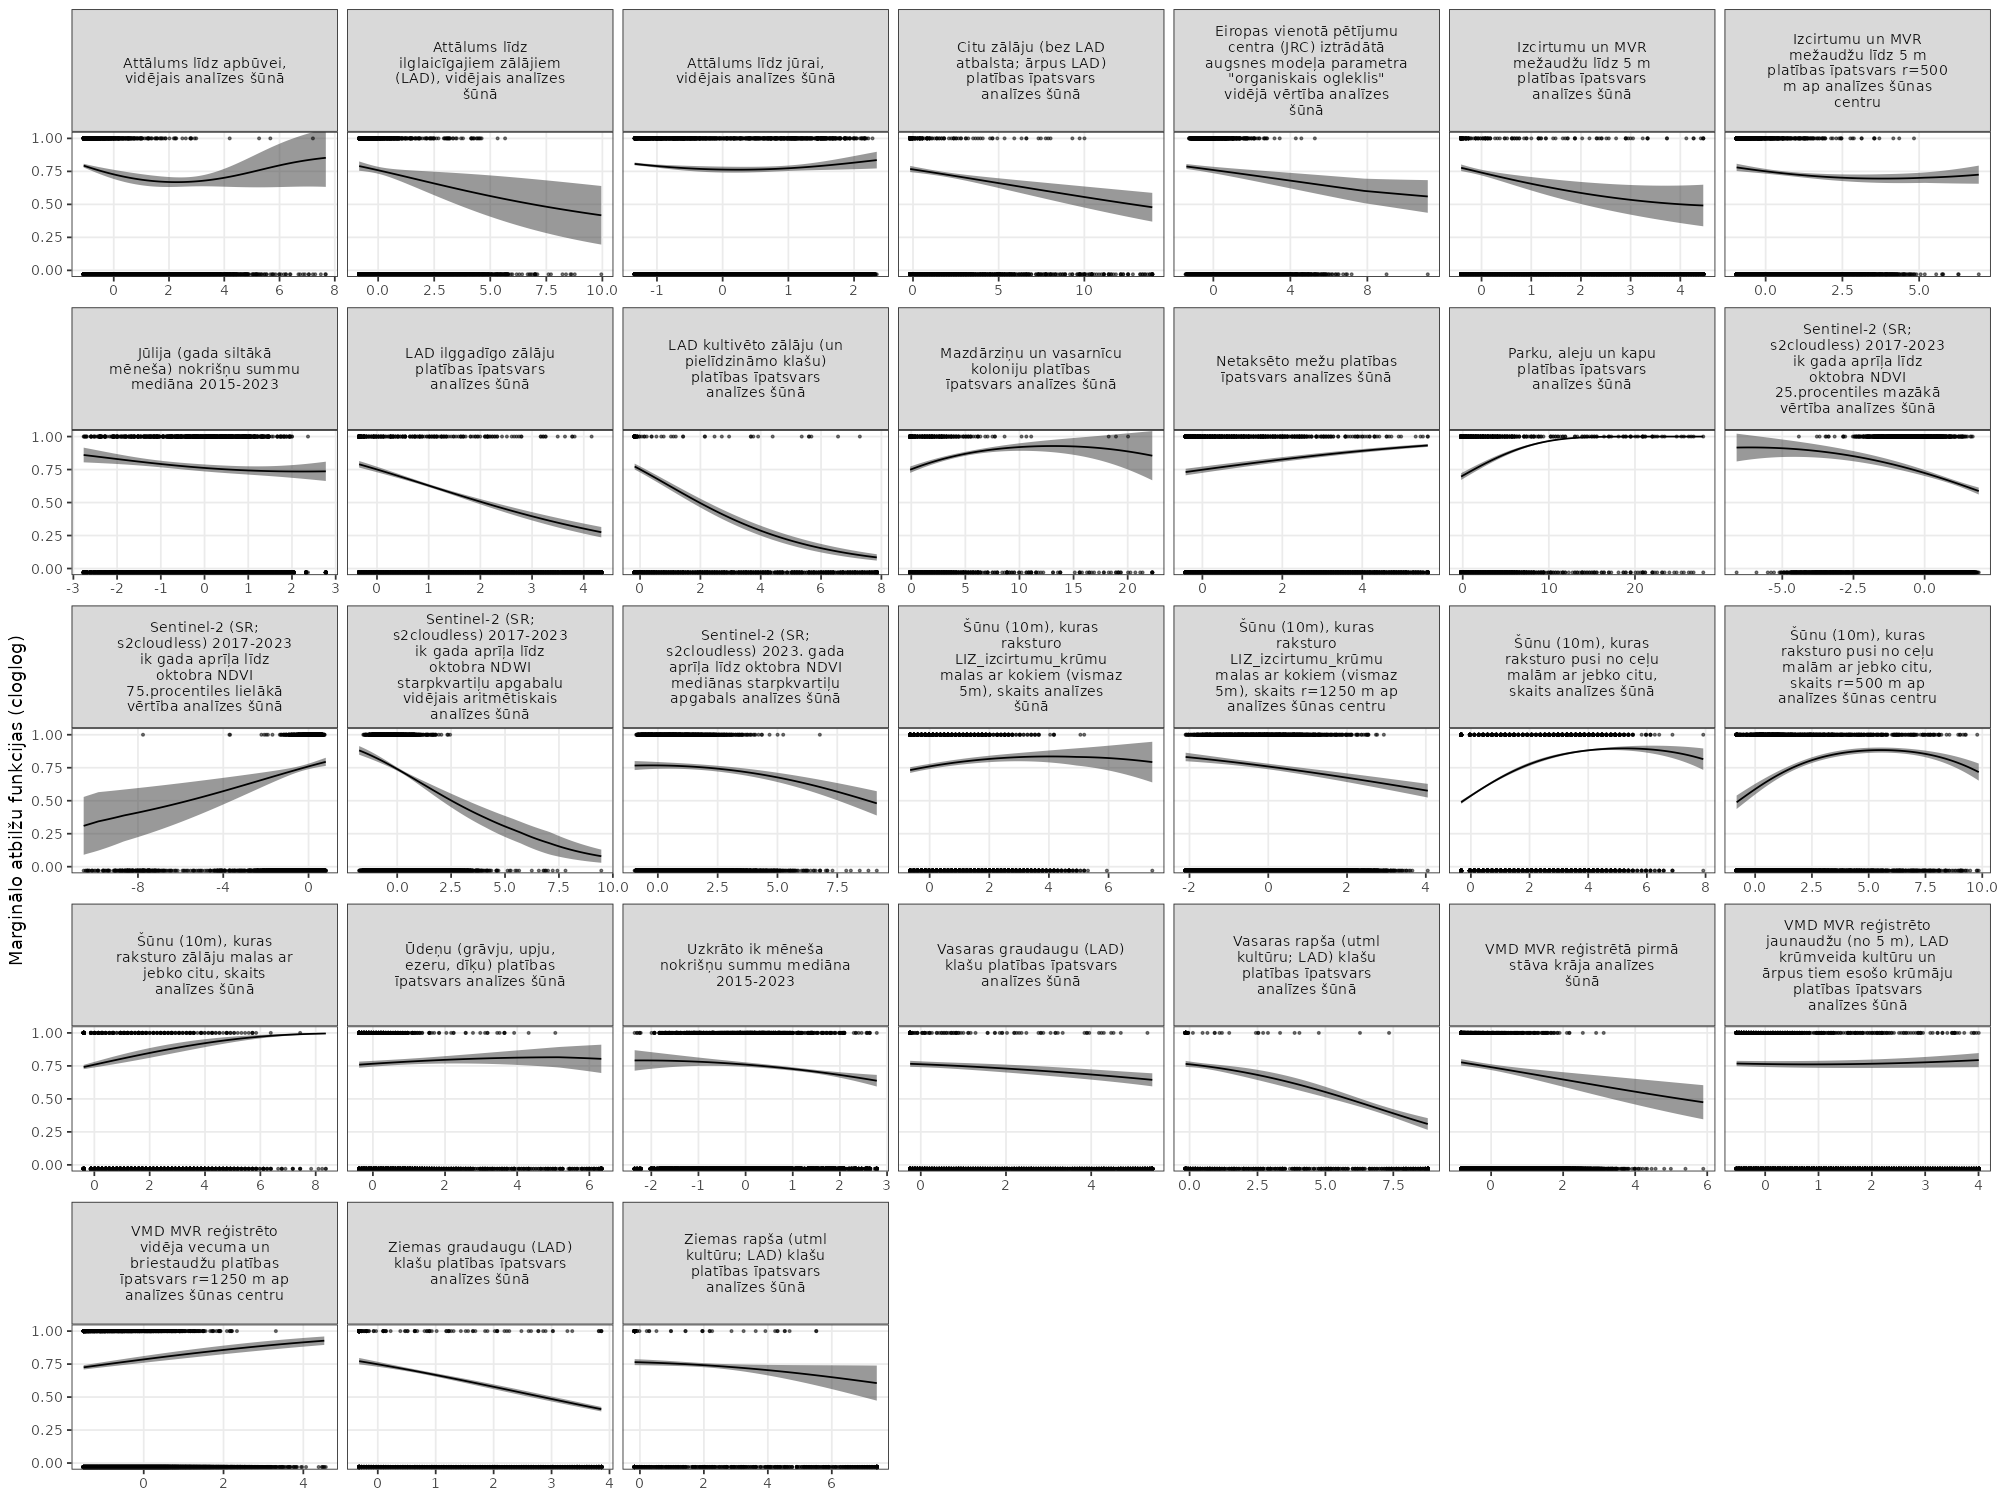 Attālums līdz apbūvei,
vidējais analīzes šūnā
Attālums līdz
ilglaicīgajiem zālājiem
(LAD), vidējais analīzes
šūnā
Attālums līdz jūrai,
vidējais analīzes šūnā
Citu zālāju (bez LAD
atbalsta; ārpus LAD)
platības īpatsvars
analīzes šūnā
Eiropas vienotā pētījumu
centra (JRC) iztrādātā
augsnes modeļa parametra
"organiskais ogleklis"
vidējā vērtība analīzes
šūnā
Izcirtumu un MVR
mežaudžu līdz 5 m
platības īpatsvars
analīzes šūnā
Izcirtumu un MVR
mežaudžu līdz 5 m
platības īpatsvars r=500
m ap analīzes šūnas
centru
1.00
0.75
0.50
0.25
0.00
0 2 4 6 8
0.0 2.5 5.0 7.5 10.0
-1 0 1 2
0 5 10
0 4 8
0 1 2 3 4
0.0 2.5 5.0
Jūlija (gada siltākā
mēneša) nokrišņu summu
mediāna 2015-2023
LAD ilggadīgo zālāju
platības īpatsvars
analīzes šūnā
LAD kultivēto zālāju (un
pielīdzināmo klašu)
platības īpatsvars
analīzes šūnā
Mazdārziņu un vasarnīcu
koloniju platības
īpatsvars analīzes šūnā
Netaksēto mežu platības
īpatsvars analīzes šūnā
Parku, aleju un kapu
platības īpatsvars
analīzes šūnā
Sentinel-2 (SR;
s2cloudless) 2017-2023
ik gada aprīļa līdz
oktobra NDVI
25.procentiles mazākā
vērtība analīzes šūnā
1.00
0.75
0.50
0.25
0.00
-3 -2 -1 0 1 2 3
0 1 2 3 4
0 2 4 6 8
0 5 10 15 20
0 2 4
0 10 20
-5.0 -2.5 0.0
Marginālo atbilžu funkcijas (cloglog)
Sentinel-2 (SR;
s2cloudless) 2017-2023
ik gada aprīļa līdz
oktobra NDVI
75.procentiles lielākā
vērtība analīzes šūnā
Sentinel-2 (SR;
s2cloudless) 2017-2023
ik gada aprīļa līdz
oktobra NDWI
starpkvartiļu apgabalu
vidējais aritmētiskais
analīzes šūnā
Sentinel-2 (SR;
s2cloudless) 2023. gada
aprīļa līdz oktobra NDVI
mediānas starpkvartiļu
apgabals analīzes šūnā
Šūnu (10m), kuras
raksturo
LIZ_izcirtumu_krūmu
malas ar kokiem (vismaz
5m), skaits analīzes
šūnā
Šūnu (10m), kuras
raksturo
LIZ_izcirtumu_krūmu
malas ar kokiem (vismaz
5m), skaits r=1250 m ap
analīzes šūnas centru
Šūnu (10m), kuras
raksturo pusi no ceļu
malām ar jebko citu,
skaits analīzes šūnā
Šūnu (10m), kuras
raksturo pusi no ceļu
malām ar jebko citu,
skaits r=500 m ap
analīzes šūnas centru
1.00
0.75
0.50
0.25
0.00
-8 -4 0
0.0 2.5 5.0 7.5 10.0
0.0 2.5 5.0 7.5
0 2 4 6
-2 0 2 4
0 2 4 6 8
0.0 2.5 5.0 7.5 10.0
Šūnu (10m), kuras
raksturo zālāju malas ar
jebko citu, skaits
analīzes šūnā
Ūdeņu (grāvju, upju,
ezeru, dīķu) platības
īpatsvars analīzes šūnā
Uzkrāto ik mēneša
nokrišņu summu mediāna
2015-2023
Vasaras graudaugu (LAD)
klašu platības īpatsvars
analīzes šūnā
Vasaras rapša (utml
kultūru; LAD) klašu
platības īpatsvars
analīzes šūnā
VMD MVR reģistrētā pirmā
stāva krāja analīzes
šūnā
VMD MVR reģistrēto
jaunaudžu (no 5 m), LAD
krūmveida kultūru un
ārpus tiem esošo krūmāju
platības īpatsvars
analīzes šūnā
1.00
0.75
0.50
0.25
0.00
0 2 4 6 8
0 2 4 6
-2 -1 0 1 2 3
0 2 4
0.0 2.5 5.0 7.5
0 2 4 6
0 1 2 3 4
VMD MVR reģistrēto
vidēja vecuma un
briestaudžu platības
īpatsvars r=1250 m ap
analīzes šūnas centru
Ziemas graudaugu (LAD)
klašu platības īpatsvars
analīzes šūnā
Ziemas rapša (utml
kultūru; LAD) klašu
platības īpatsvars
analīzes šūnā
1.00
0.75
0.50
0.25
0.00
0 2 4
0 1 2 3 4
0 2 4 6